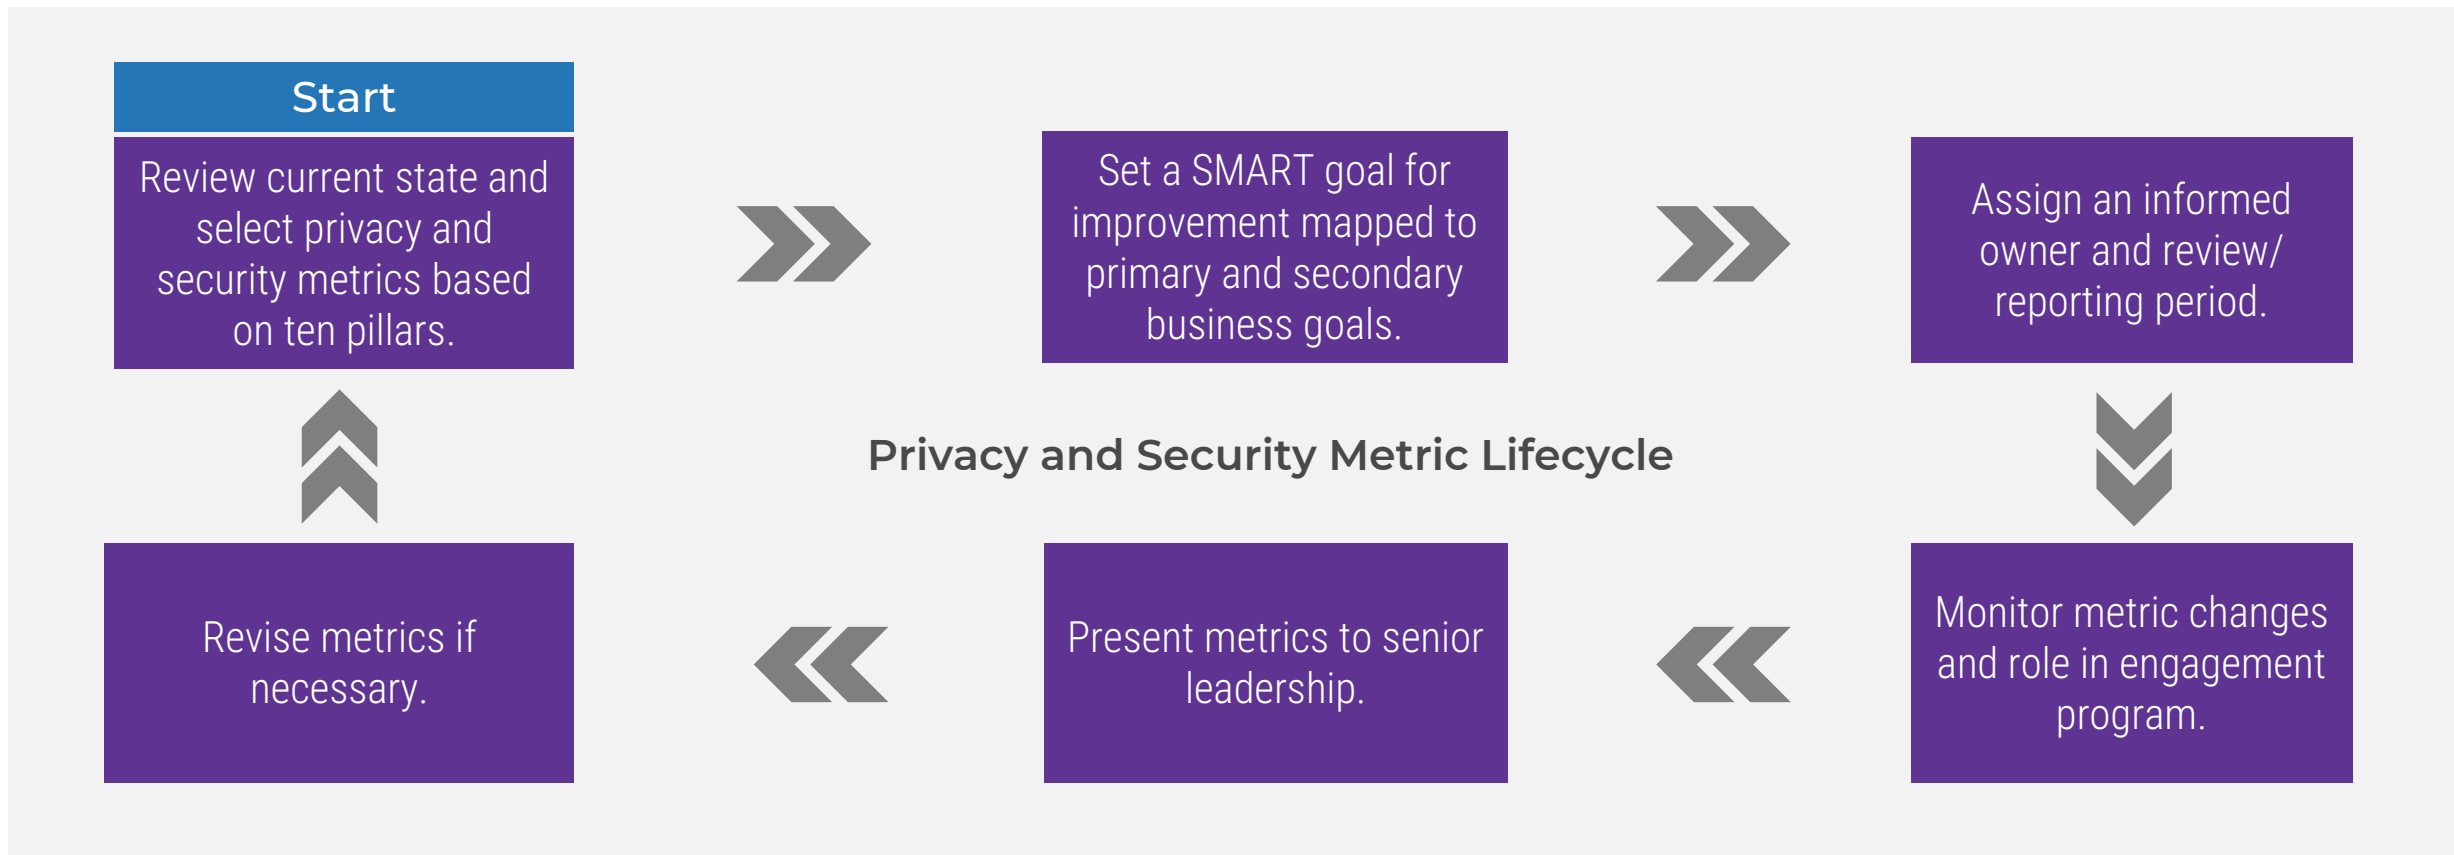 Start
Review current state and
select privacy and
security metrics based
on ten pillars.
Set a SMART goal for
improvement mapped to
primary and secondary
business goals.
Assign an informed
owner and review/
reporting period.
Privacy and Security Metric Lifecycle
Revise metrics if
necessary.
Present metrics to senior
leadership.
Monitor metric changes
and role in engagement
program.